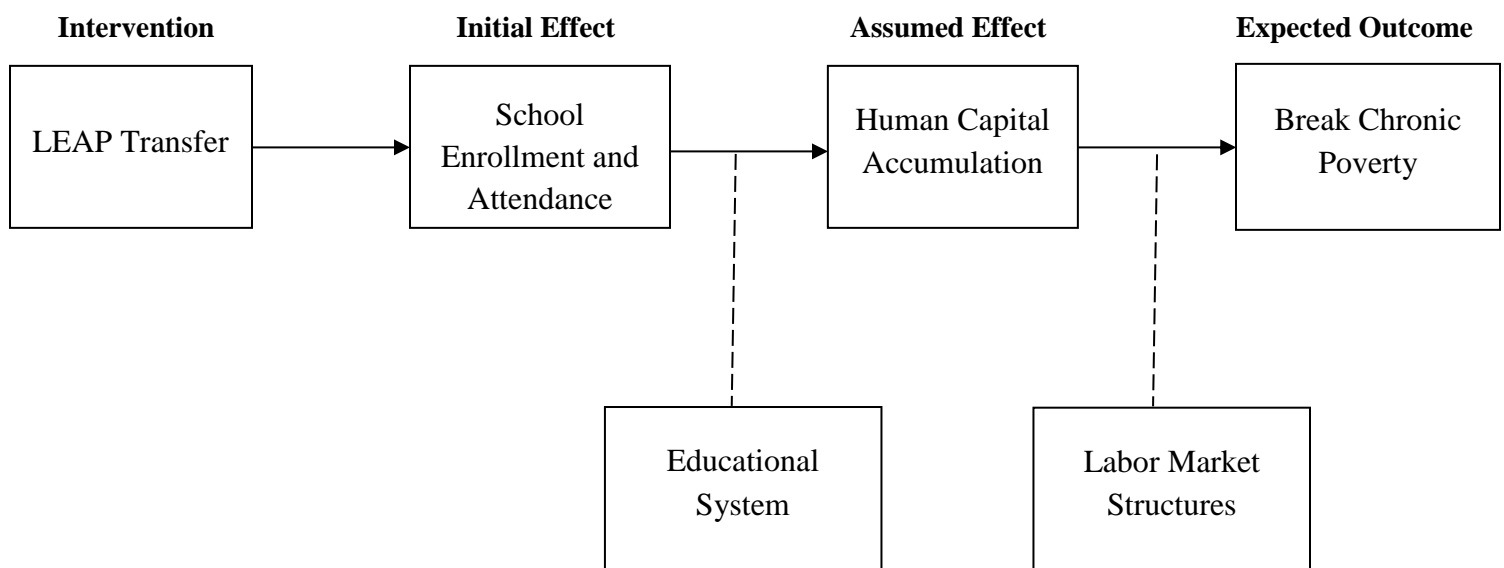 Intervention
Initial Effect
Assumed Effect
Expected Outcome
LEAP Transfer
School
Enrollment and
Attendance
Human Capital
Accumulation
Break Chronic
Poverty
Educational
System
Labor Market
Structures